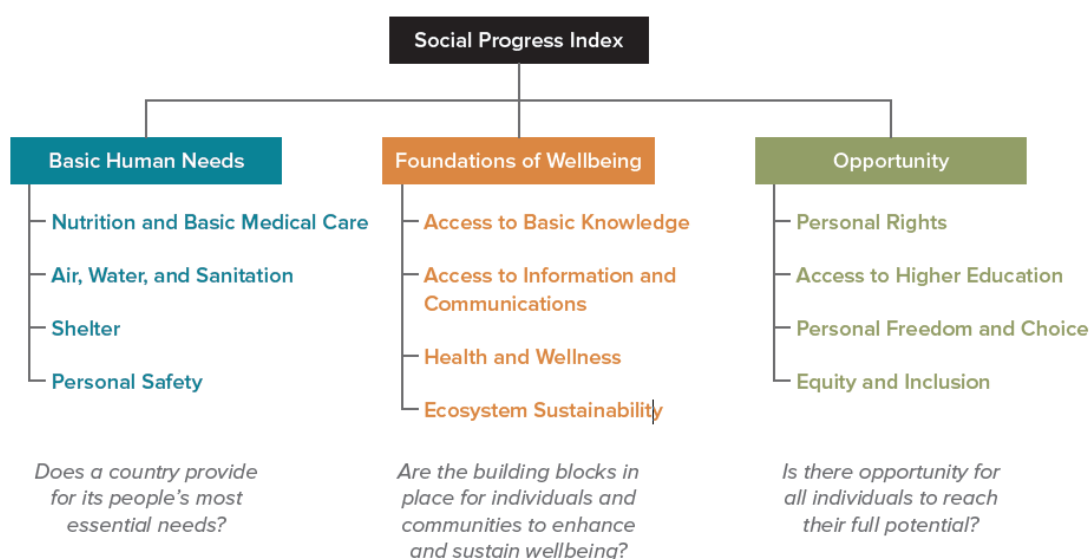 Social Progress Index
Basic Human Needs
Nutrition and Basic Medical Care
Air, Water, and Sanitation
Shelter
Personal Safety
Does a country provide
for its people's most
essential needs?
Foundations of Wellbeing
Access to Basic Knowledge
Access to Information and
Communications
Health and Wellness
Ecosystem Sustainability
Are the building blocks in
place for individuals and
communities to enhance
and sustain wellbeing?
Opportunity
Personal Rights
Access to Higher Education
Personal Freedom and Choice
Equity and Inclusion
Is there opportunity for
all individuals to reach
their full potential?